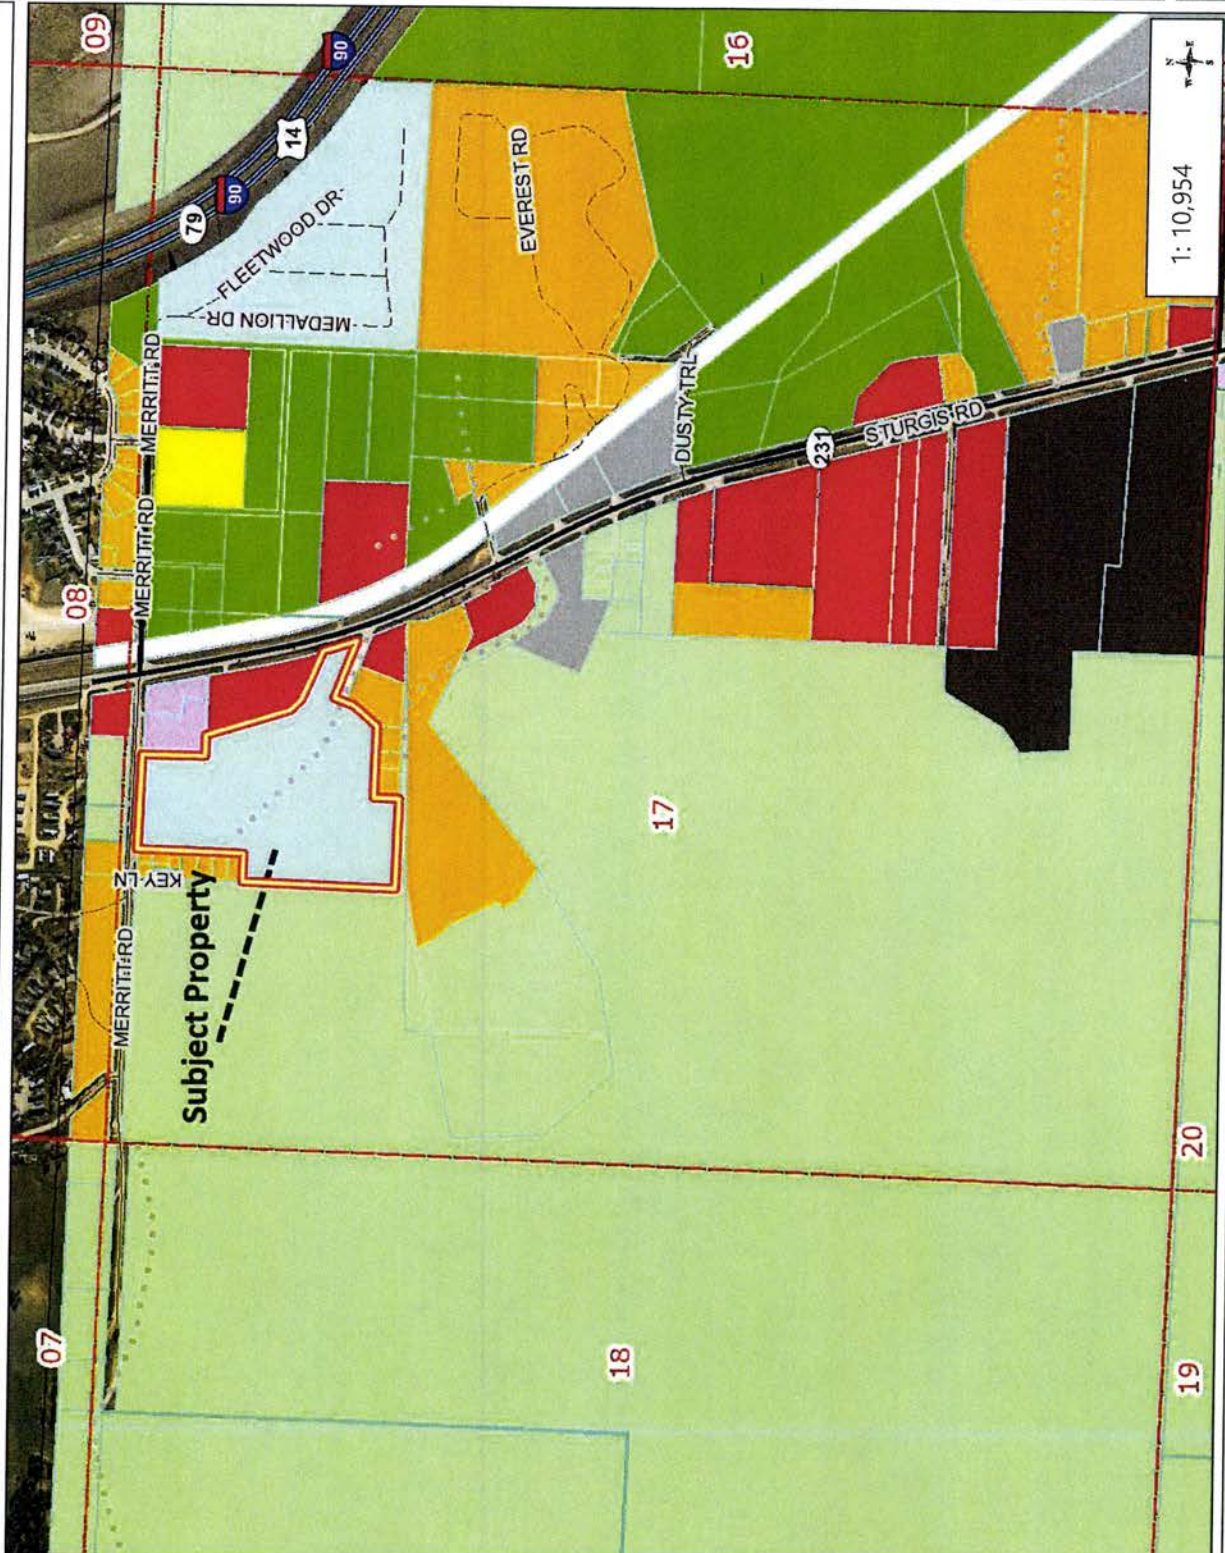 09
90
14
90
79
16
FLEETWOOD DR
MEDALLION DR
EVEREST RD
MERRITT RD
MERRITT RD
08
DUSTY TRL
231
STURGIS RD
17
KEY LN
MERRITT RD
Subject Property
07
18
20
19
N
W
E
S
1: 10,954